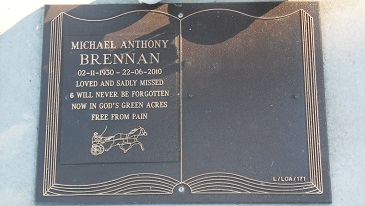 MICHAEL ANTHONY
BRENNAN
02-11-1930 - 22-06-2010
LOVED AND SADLY MISSED
& WILL NEVER BE FORGOTTEN
NOW IN GOD'S GREEN ACRES
FREE FROM PAIN
L/LOA/171